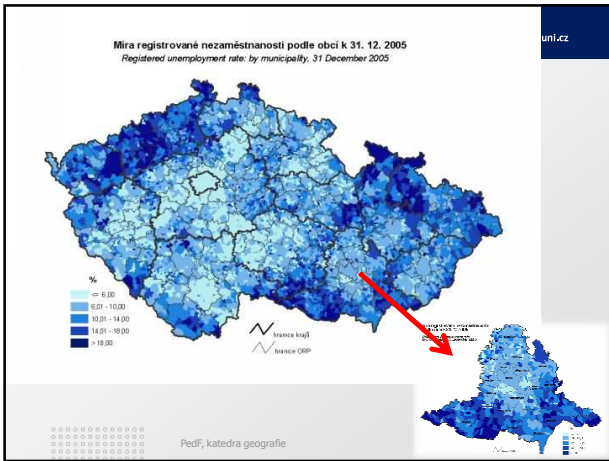 uni.cz
Míra registrované nezaměstnanosti podle obcí k 31. 12. 2005
Registered unemployment rate: by municipality, 31 December 2005
%
<= 6,00
6,01 - 10,00
10,01 - 14,00
14,01 - 18,00
> 18,00
hranice krajů
hranice ORP
PedF, katedra geografie